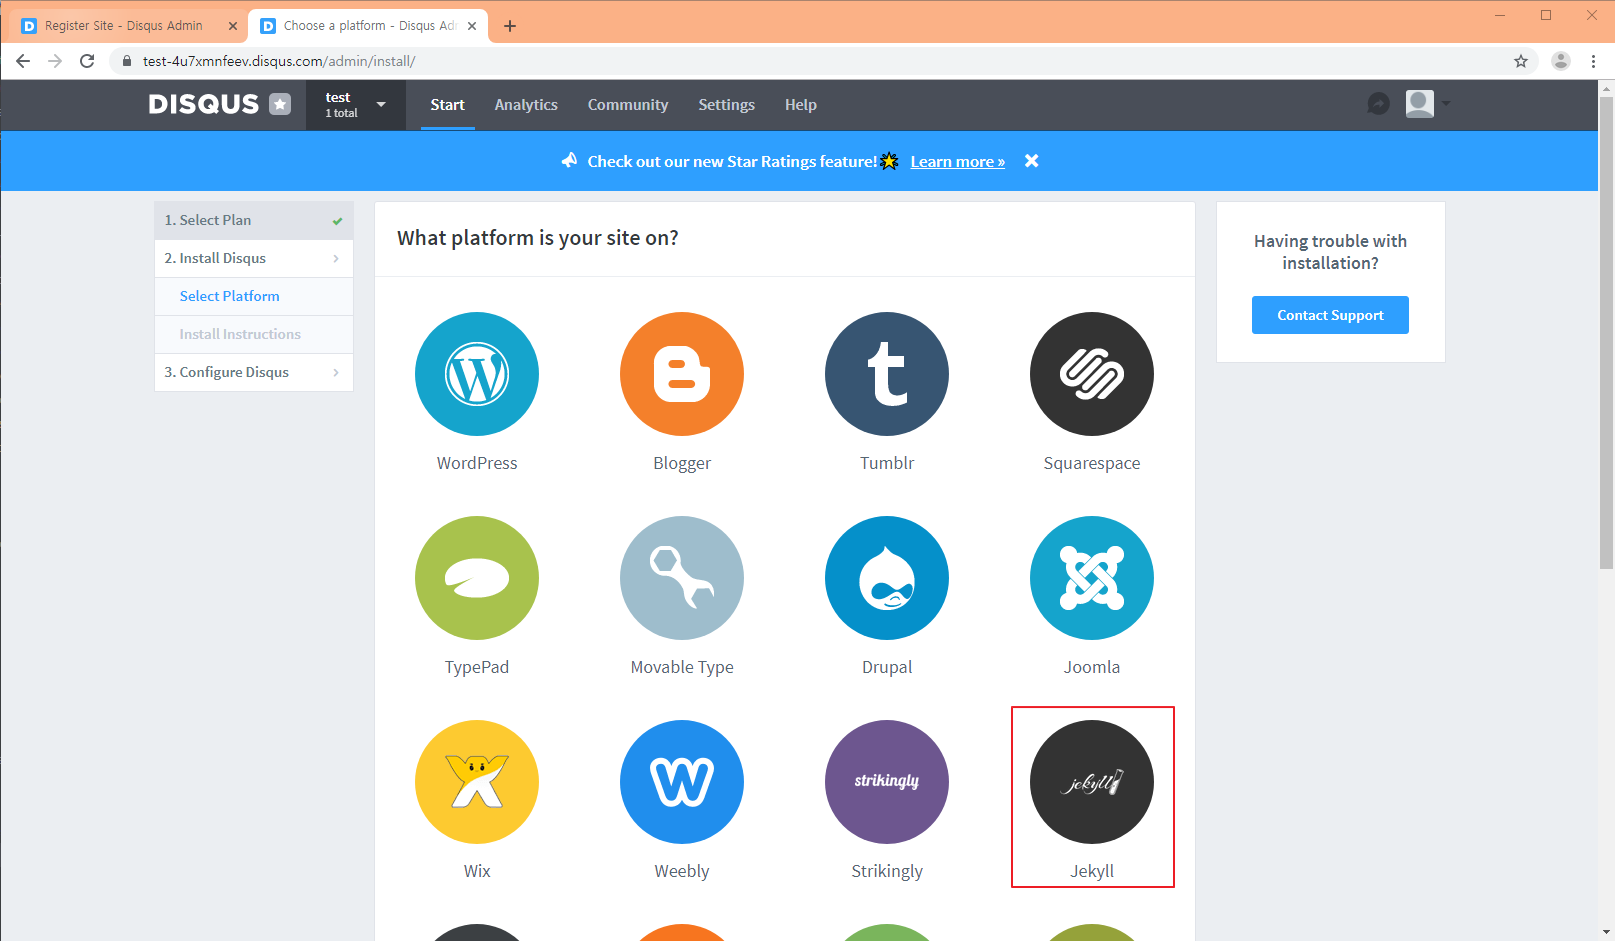 Register Site - Disqus Admin
Choose a platform - Disqus Adr
test-4u7xmnfeev.disqus.com/admin/install/
DISQUS
test
1 total
Start
Analytics
Community
Settings
Help
Check out our new Star Ratings feature!
Learn more »
1. Select Plan
2. Install Disqus
Select Platform
Install Instructions
3. Configure Disqus
What platform is your site on?
WordPress
Blogger
Tumblr
Squarespace
TypePad
Movable Type
Drupal
Joomla
strikingly
jekyll
Wix
Weebly
Strikingly
Jekyll
Having trouble with
installation?
Contact Support